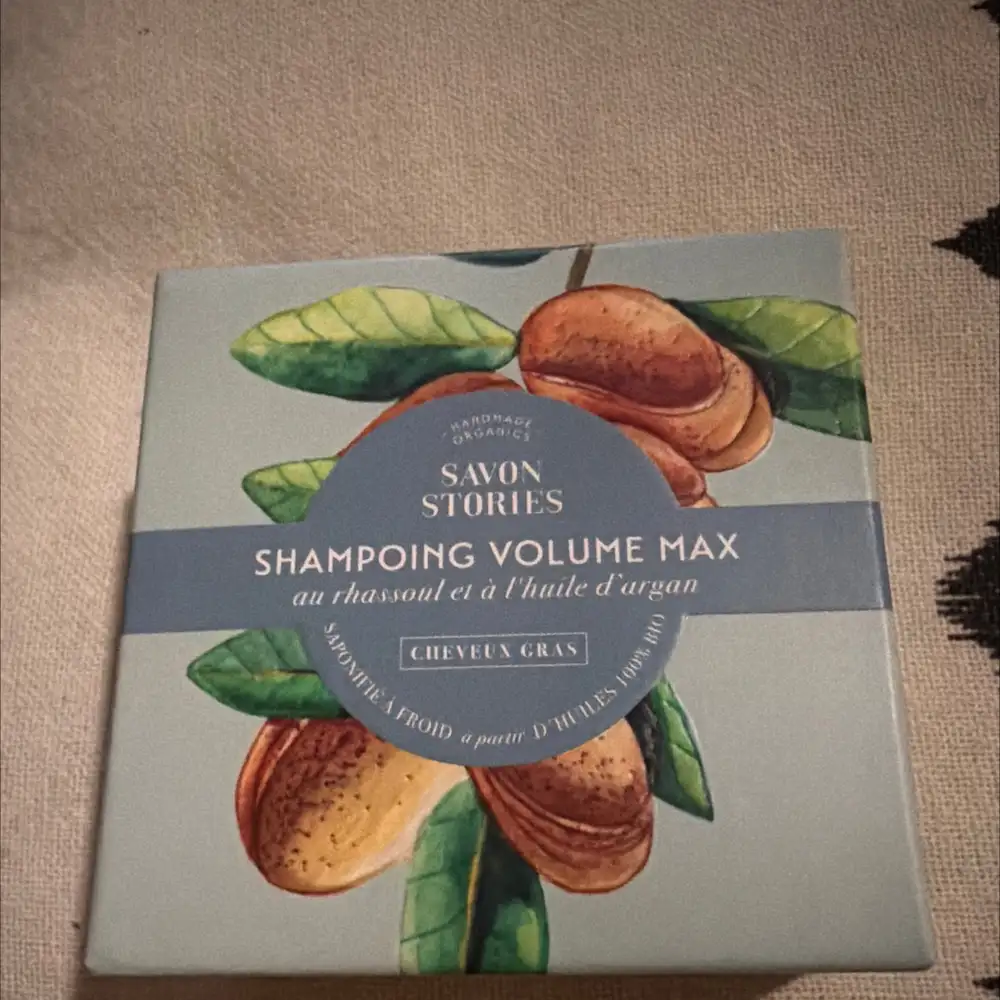 HANDMADE
ORGANICS
SAVON
STORIES
SHAMPOING VOLUME MAX
au rhassoul et à l'huile d'argan
CHEVEUX GRAS
SAPONIFIÉ À FROID à partir D'HUILES 100% BIO